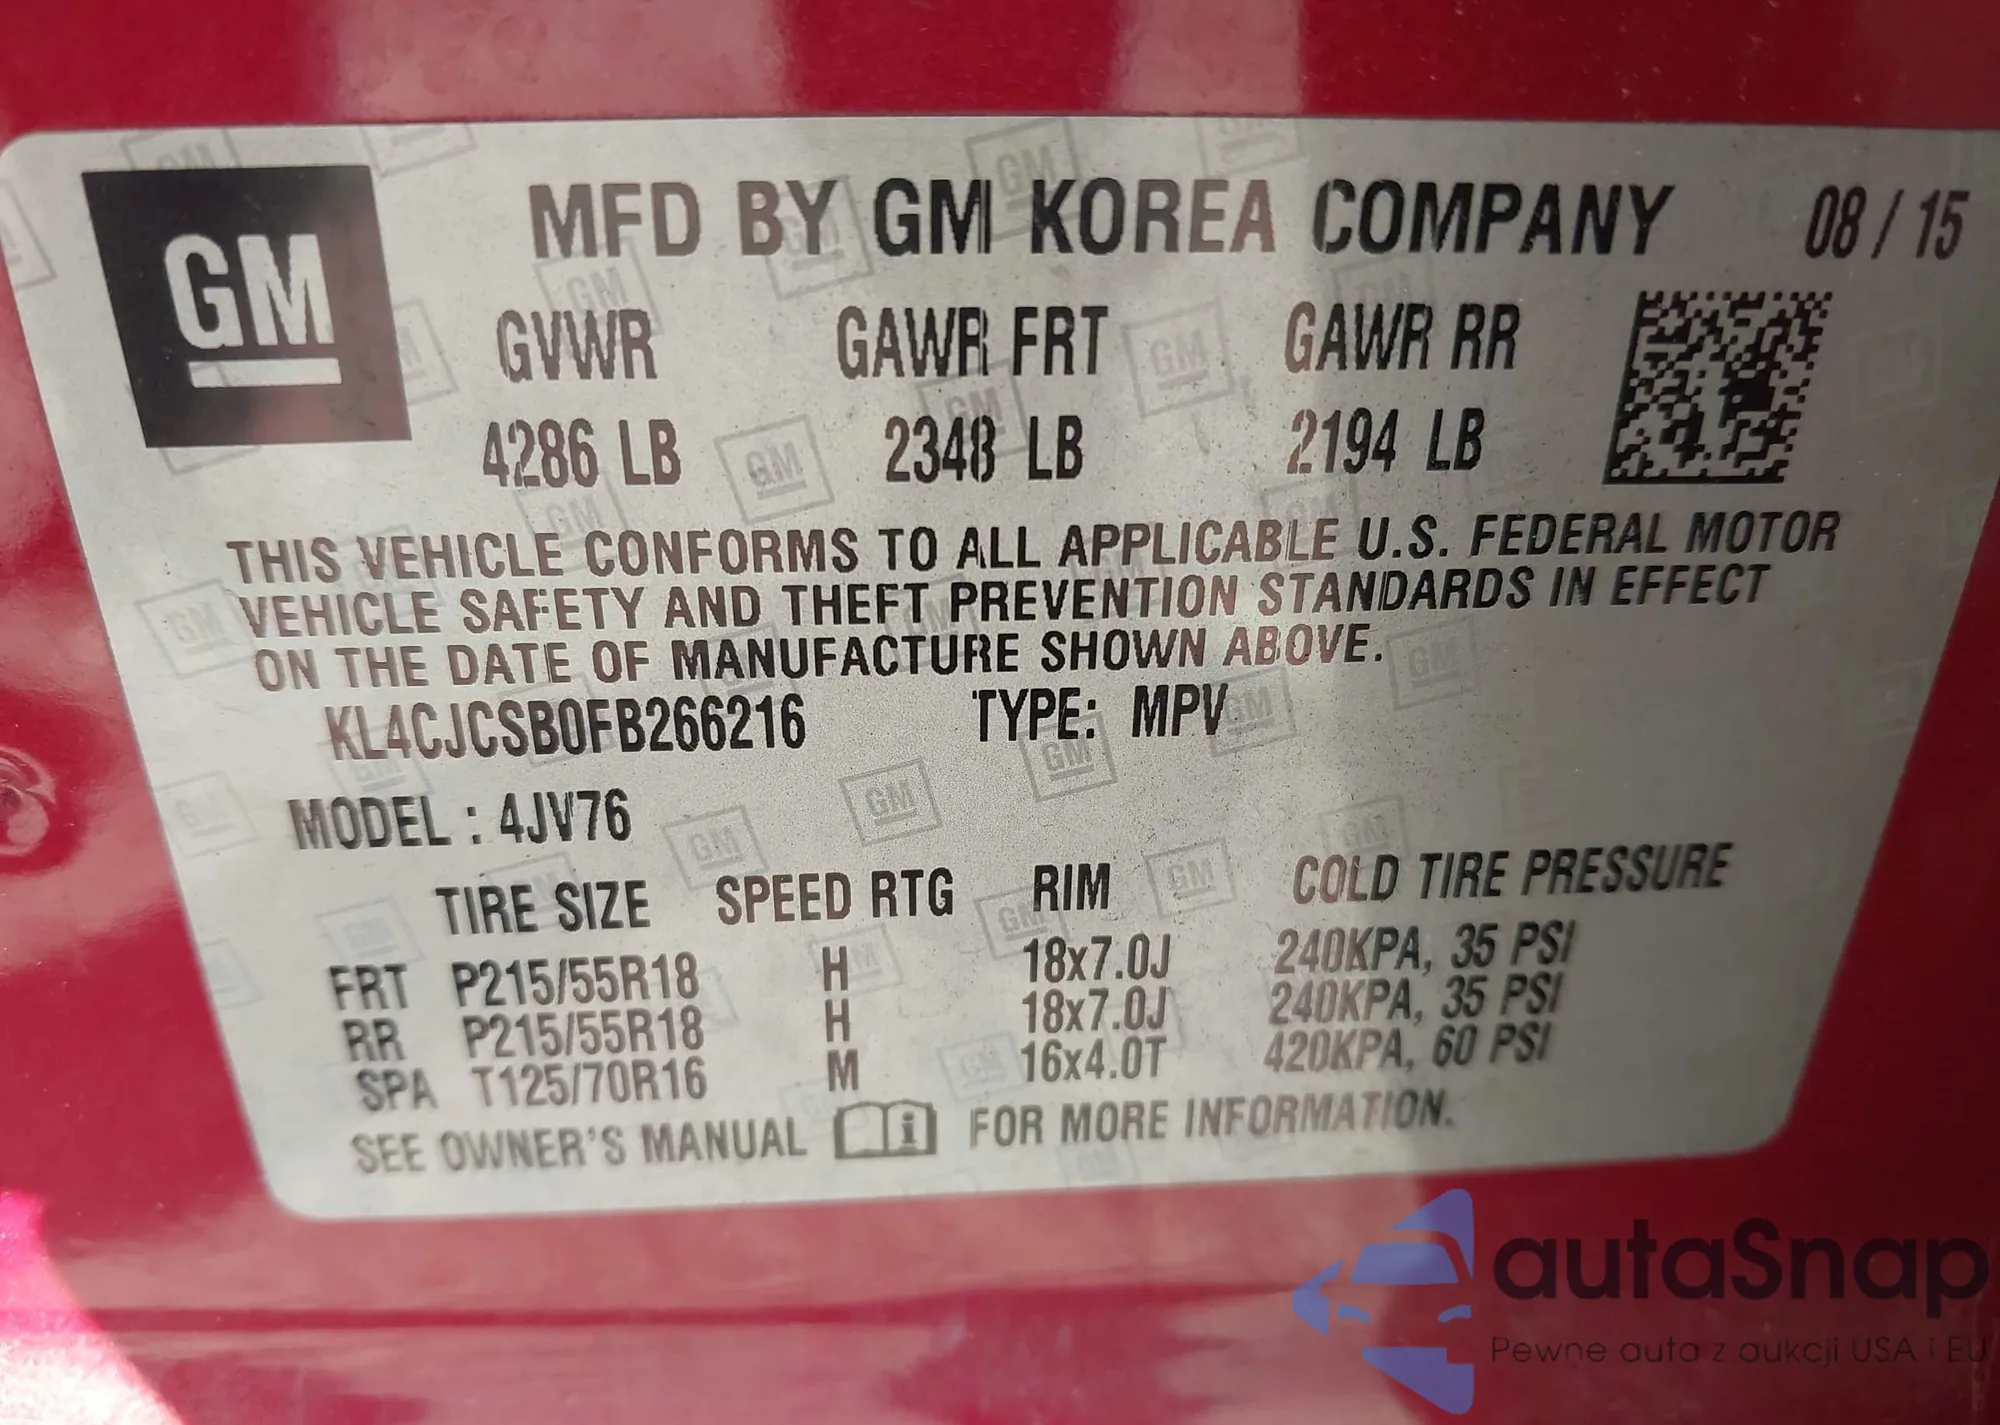 GM
MFD BY GM KOREA COMPANY 08 / 15
GVWR GAWR FRT GAWR RR
4286 LB 2348 LB 2194 LB
THIS VEHICLE CONFORMS TO ALL APPLICABLE U.S. FEDERAL MOTOR
VEHICLE SAFETY AND THEFT PREVENTION STANDARDS IN EFFECT
ON THE DATE OF MANUFACTURE SHOWN ABOVE.
KL4CJCSB0FB266216 TYPE: MPV
MODEL : 4JV76
TIRE SIZE SPEED RTG RIM COLD TIRE PRESSURE
FRT P215/55R18 H 18x7.0J 240KPA, 35 PSI
RR P215/55R18 H 18x7.0J 240KPA, 35 PSI
SPA T125/70R16 M 16x4.0T 420KPA, 60 PSI
SEE OWNER'S MANUAL FOR MORE INFORMATION.
autaSnap
Pewne auta z aukcji USA i EU